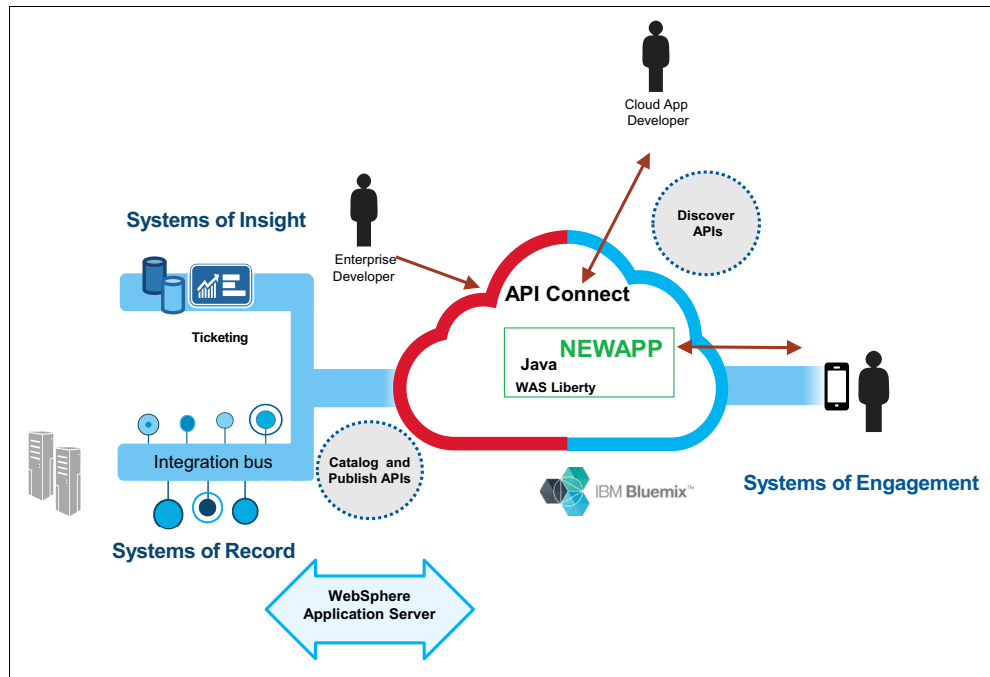 Cloud App
Developer
Discover
APIs
Systems of Insight
Enterprise
Developer
API Connect
NEWAPP
Java
WAS Liberty
Ticketing
Integration bus
Catalog and
Publish APIs
IBM Bluemix™
Systems of Engagement
Systems of Record
WebSphere
Application Server